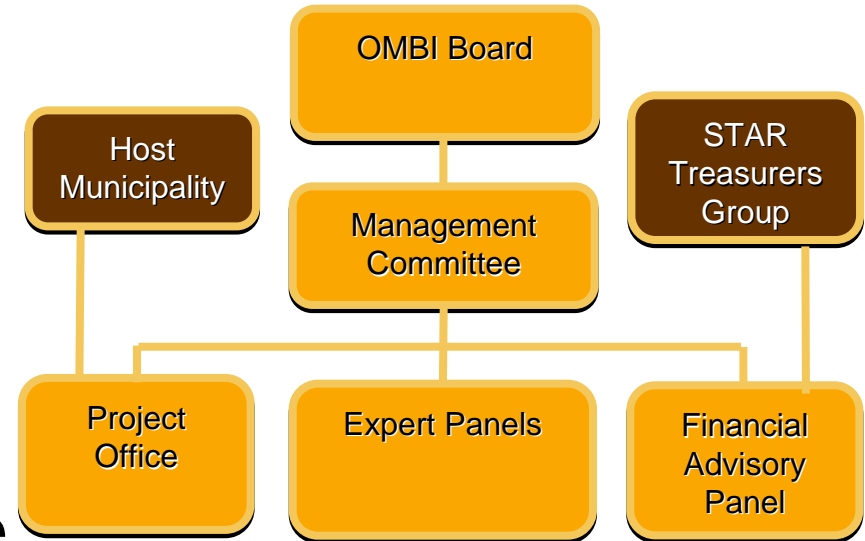 OMBI Board
Host
Municipality
STAR
Treasurers
Group
Management
Committee
Project
Office
Expert Panels
Financial
Advisory
Panel